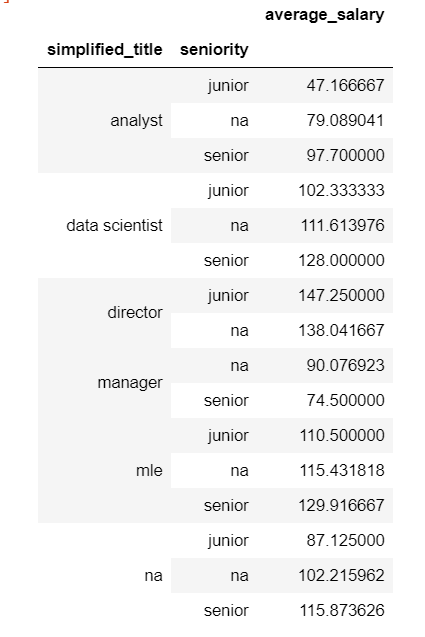 average_salary
simplified_title seniority
analyst junior 47.166667
na 79.089041
senior 97.700000
data scientist junior 102.333333
na 111.613976
senior 128.000000
director junior 147.250000
na 138.041667
manager na 90.076923
senior 74.500000
mle junior 110.500000
na 115.431818
senior 129.916667
na junior 87.125000
na 102.215962
senior 115.873626